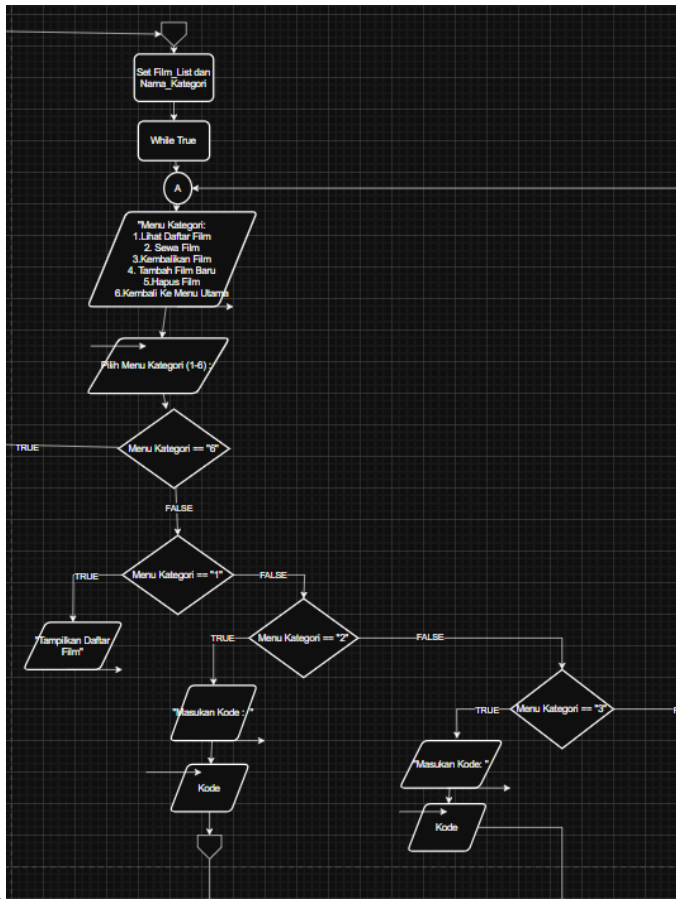 Set Film_List dan
Nama_Kategori
While True
A
"Menu Kategori:
1.Lihat Daftar Film
2. Sewa Film
3.Kembalikan Film
4. Tambah Film Baru
5.Hapus Film
6.Kembali Ke Menu Utama
Pilih Menu Kategori (1-6) :
Menu Kategori == "6"
TRUE
FALSE
Menu Kategori == "1"
TRUE
FALSE
"Tampilkan Daftar
Film"
Menu Kategori == "2"
TRUE
FALSE
"Masukan Kode : "
Kode
Menu Kategori == "3"
TRUE
"Masukan Kode: "
Kode